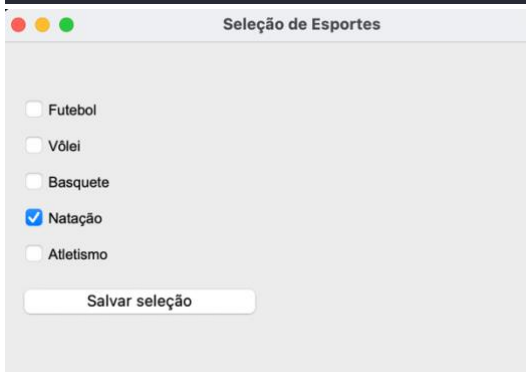 Seleção de Esportes
Futebol
Vôlei
Basquete
Natação
Atletismo
Salvar seleção